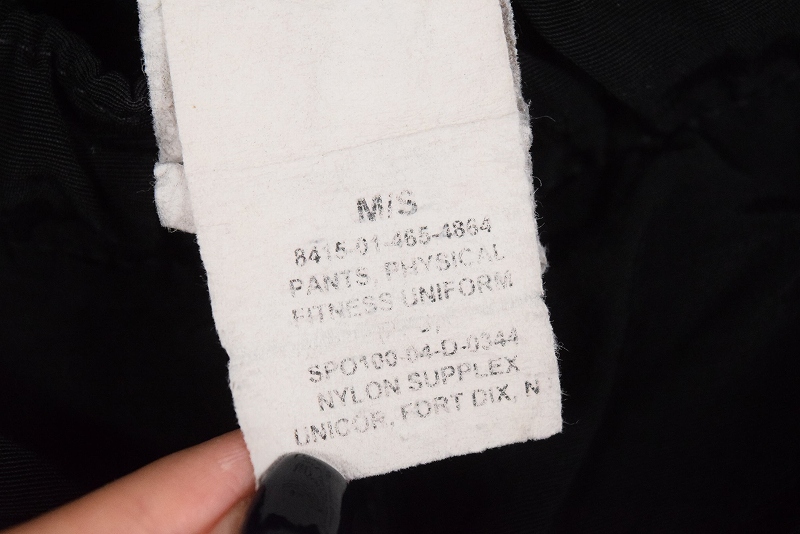 M/S
8415-01-465-4864
PANTS, PHYSICAL
FITNESS UNIFORM
SPO100-04-D-0344
NYLON SUPPLEX
UNICOR, FORT DIX, N